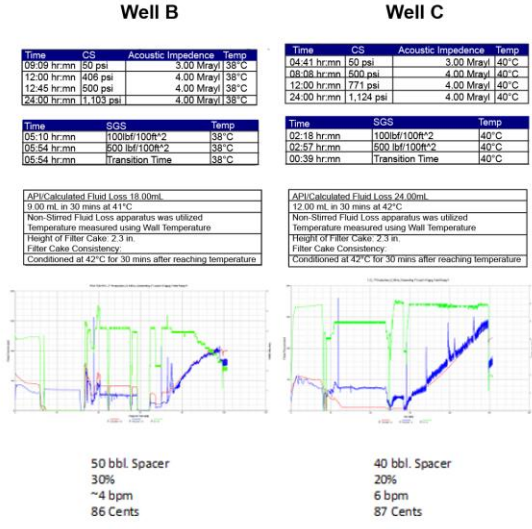 Well B
Time CS Acoustic Impedence Temp
09:09 hr:mn 50 psi 3.00 Mrayl 38°C
12:00 hr:mn 406 psi 4.00 Mrayl 38°C
12:45 hr:mn 500 psi 4.00 Mrayl 38°C
24:00 hr:mn 1,103 psi 4.00 Mrayl 38°C
Time SGS Temp
05:10 hr:mn 100lbf/100ft^2 38°C
05:54 hr:mn 500 lbf/100ft^2 38°C
05:54 hr:mn Transition Time 38°C
API/Calculated Fluid Loss 18.00mL
9.00 mL in 30 mins at 41°C
Non-Stirred Fluid Loss apparatus was utilized
Temperature measured using Wall Temperature
Height of Filter Cake: 2.3 in.
Filter Cake Consistency:
Conditioned at 42°C for 30 mins after reaching temperature
50 bbl. Spacer
30%
~4 bpm
86 Cents
Well C
Time CS Acoustic Impedence Temp
04:41 hr:mn 50 psi 3.00 Mrayl 40°C
08:08 hr:mn 500 psi 4.00 Mrayl 40°C
12:00 hr:mn 771 psi 4.00 Mrayl 40°C
24:00 hr:mn 1,124 psi 4.00 Mrayl 40°C
Time SGS Temp
02:18 hr:mn 100lbf/100ft^2 40°C
02:57 hr:mn 500 lbf/100ft^2 40°C
00:39 hr:mn Transition Time 40°C
API/Calculated Fluid Loss 24.00mL
12.00 mL in 30 mins at 42°C
Non-Stirred Fluid Loss apparatus was utilized
Temperature measured using Wall Temperature
Height of Filter Cake: 2.3 in.
Filter Cake Consistency:
Conditioned at 42°C for 30 mins after reaching temperature
40 bbl. Spacer
20%
6 bpm
87 Cents